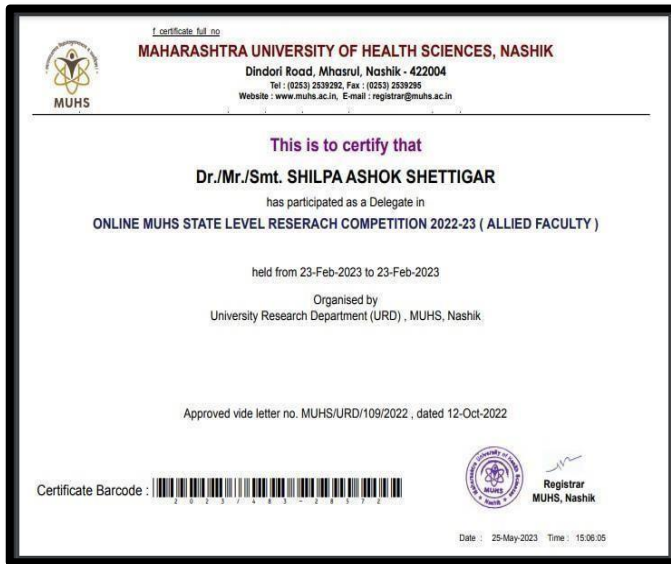 f_certificate_full_no
MAHARASHTRA UNIVERSITY OF HEALTH SCIENCES, NASHIK
Dindori Road, Mhasrul, Nashik - 422004
Tel : (0253) 2539292, Fax : (0253) 2539295
Website : www.muhs.ac.in, E-mail : registrar@muhs.ac.in
MUHS
This is to certify that
Dr./Mr./Smt. SHILPA ASHOK SHETTIGAR
has participated as a Delegate in
ONLINE MUHS STATE LEVEL RESERACH COMPETITION 2022-23 ( ALLIED FACULTY )
held from 23-Feb-2023 to 23-Feb-2023
Organised by
University Research Department (URD) , MUHS, Nashik
Approved vide letter no. MUHS/URD/109/2022 , dated 12-Oct-2022
Certificate Barcode :
2023/483-28572
MUHS
Registrar
MUHS, Nashik
Date : 25-May-2023 Time : 15:06:05